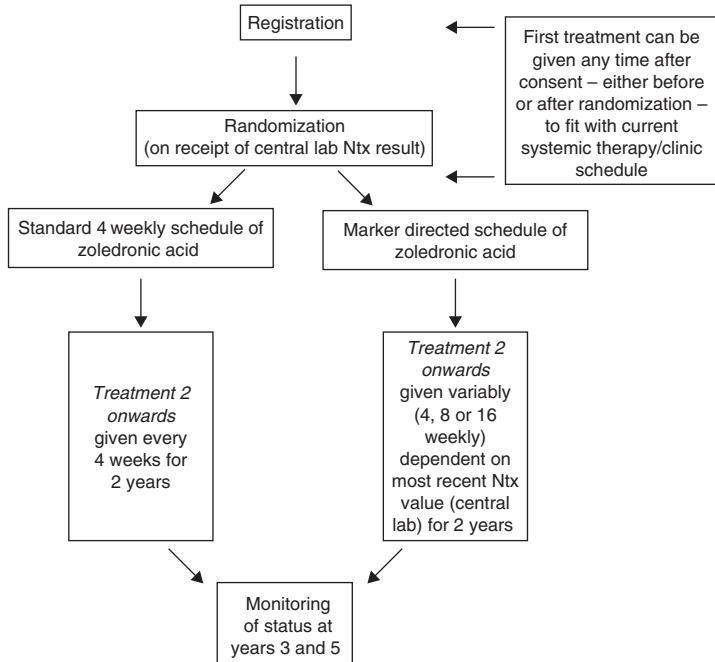 Registration
First treatment can be
given any time after
consent – either before
or after randomization –
to fit with current
systemic therapy/clinic
schedule
Randomization
(on receipt of central lab Ntx result)
Standard 4 weekly schedule of
zoledronic acid
Marker directed schedule of
zoledronic acid
Treatment 2
onwards
given every
4 weeks for
2 years
Treatment 2
onwards
given variably
(4, 8 or 16
weekly)
dependent on
most recent Ntx
value (central
lab) for 2 years
Monitoring
of status at
years 3 and 5